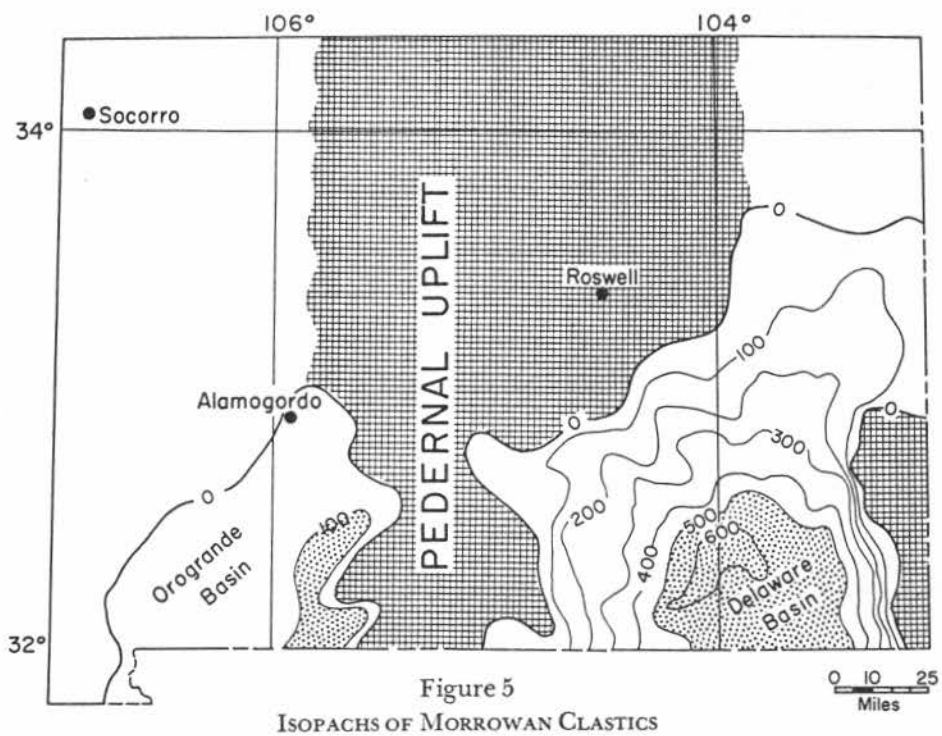 106°
104°
Socorro
34°
PEDERNAL UPLIFT
0
Roswell
100
Alamogordo
0
0
300
0
200
100
500
600
400
Orogrande
Basin
Delaware
Basin
32°
Figure 5
ISOPACHS OF MORROWAN CLASTICS
0 10 25
Miles